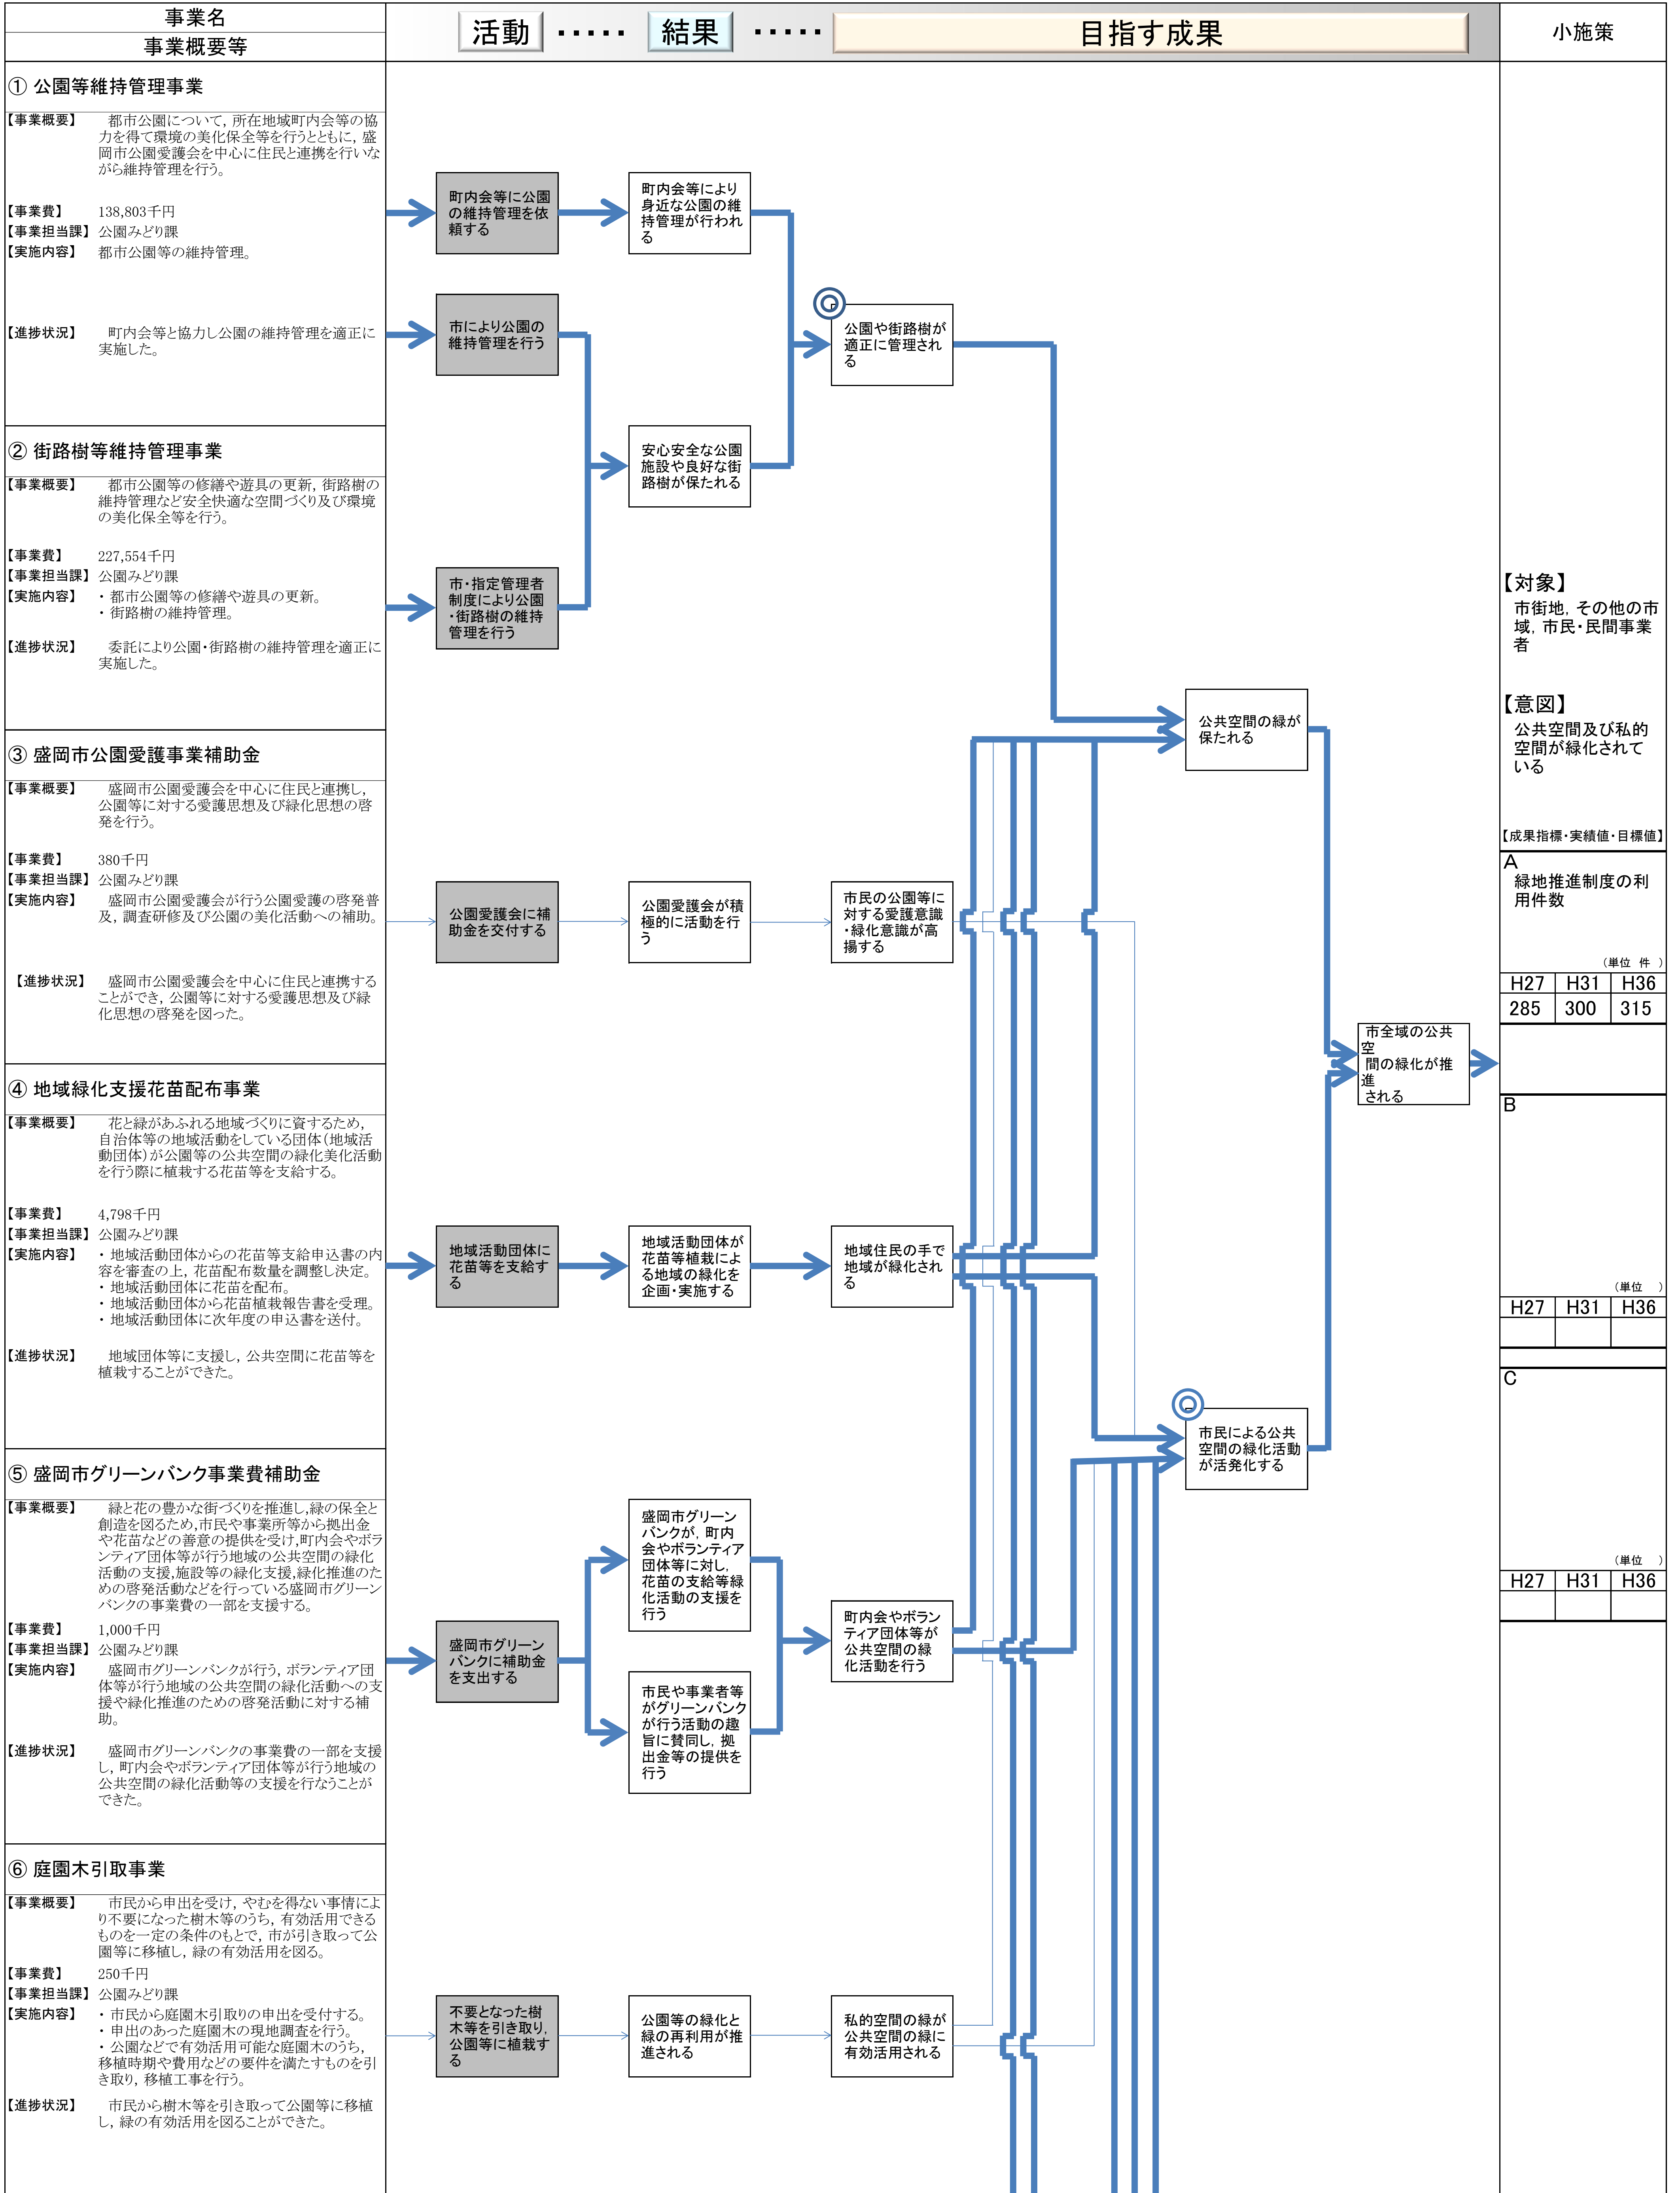 事業名
事業概要等
活動 ・・・・・ 結果 ・・・・・ 目指す成果
小施策
① 公園等維持管理事業
【事業概要】 都市公園について，所在地域町内会等の協
力を得て環境の美化保全等を行うとともに，盛
岡市公園愛護会を中心に住民と連携を行いな
がら維持管理を行う。
【事業費】 138,803千円
【事業担当課】 公園みどり課
【実施内容】 都市公園等の維持管理。
【進捗状況】 町内会等と協力し公園の維持管理を適正に
実施した。
町内会等に公園
の維持管理を依
頼する
町内会等により
身近な公園の維
持管理が行われ
る
市により公園の
維持管理を行う
◎
公園や街路樹が
適正に管理され
る
② 街路樹等維持管理事業
【事業概要】 都市公園等の修繕や遊具の更新，街路樹の
維持管理など安全快適な空間づくり及び環境
の美化保全等を行う。
【事業費】 227,554千円
【事業担当課】 公園みどり課
【実施内容】 ・都市公園等の修繕や遊具の更新。
・街路樹の維持管理。
【進捗状況】 委託により公園・街路樹の維持管理を適正に
実施した。
安心安全な公園
施設や良好な街
路樹が保たれる
市・指定管理者
制度により公園
・街路樹の維持
管理を行う
公共空間の緑が
保たれる
③ 盛岡市公園愛護事業補助金
【事業概要】 盛岡市公園愛護会を中心に住民と連携し，
公園等に対する愛護思想及び緑化思想の啓
発を行う。
【事業費】 380千円
【事業担当課】 公園みどり課
【実施内容】 盛岡市公園愛護会が行う公園愛護の啓発普
及，調査研修及び公園の美化活動への補助。
【進捗状況】 盛岡市公園愛護会を中心に住民と連携する
ことができ，公園等に対する愛護思想及び緑
化思想の啓発を図った。
公園愛護会に補
助金を交付する
公園愛護会が積
極的に活動を行
う
市民の公園等に
対する愛護意識
・緑化意識が高
揚する
市全域の公共
空
間の緑化が推
進
される
④ 地域緑化支援花苗配布事業
【事業概要】 花と緑があふれる地域づくりに資するため，
自治体等の地域活動をしている団体（地域活
動団体）が公園等の公共空間の緑化美化活動
を行う際に植栽する花苗等を支給する。
【事業費】 4,798千円
【事業担当課】 公園みどり課
【実施内容】 ・地域活動団体からの花苗等支給申込書の内
容を審査の上，花苗配布数量を調整し決定。
・地域活動団体に花苗を配布。
・地域活動団体から花苗植栽報告書を受理。
・地域活動団体に次年度の申込書を送付。
【進捗状況】 地域団体等に支援し，公共空間に花苗等を
植栽することができた。
地域活動団体に
花苗等を支給す
る
地域活動団体が
花苗等植栽によ
る地域の緑化を
企画・実施する
地域住民の手で
地域が緑化され
る
◎
市民による公共
空間の緑化活動
が活発化する
⑤ 盛岡市グリーンバンク事業費補助金
【事業概要】 緑と花の豊かな街づくりを推進し,緑の保全と
創造を図るため,市民や事業所等から拠出金
や花苗などの善意の提供を受け,町内会やボラ
ンティア団体等が行う地域の公共空間の緑化
活動の支援,施設等の緑化支援,緑化推進のた
めの啓発活動などを行っている盛岡市グリーン
バンクの事業費の一部を支援する。
【事業費】 1,000千円
【事業担当課】 公園みどり課
【実施内容】 盛岡市グリーンバンクが行う，ボランティア団
体等が行う地域の公共空間の緑化活動への支
援や緑化推進のための啓発活動に対する補
助。
【進捗状況】 盛岡市グリーンバンクの事業費の一部を支援
し，町内会やボランティア団体等が行う地域の
公共空間の緑化活動等の支援を行なうことが
できた。
盛岡市グリーン
バンクに補助金
を支出する
盛岡市グリーン
バンクが，町内
会やボランティア
団体等に対し，
花苗の支給等緑
化活動の支援を
行う
市民や事業者等
がグリーンバンク
が行う活動の趣
旨に賛同し，拠
出金等の提供を
行う
町内会やボラン
ティア団体等が
公共空間の緑
化活動を行う
⑥ 庭園木引取事業
【事業概要】 市民から申出を受け，やむを得ない事情によ
り不要になった樹木等のうち，有効活用できる
ものを一定の条件のもとで，市が引き取って公
園等に移植し，緑の有効活用を図る。
【事業費】 250千円
【事業担当課】 公園みどり課
【実施内容】 ・市民から庭園木引取りの申出を受付する。
・申出のあった庭園木の現地調査を行う。
・公園などで有効活用可能な庭園木のうち，
移植時期や費用などの要件を満たすものを引
き取り，移植工事を行う。
【進捗状況】 市民から樹木等を引き取って公園等に移植
し，緑の有効活用を図ることができた。
不要となった樹
木等を引き取り，
公園等に植栽す
る
公園等の緑化と
緑の再利用が推
進される
私的空間の緑が
公共空間の緑に
有効活用される
【対象】
市街地，その他の市
域，市民・民間事業
者
【意図】
公共空間及び私的
空間が緑化されて
いる
【成果指標・実績値・目標値】
A
緑地推進制度の利
用件数
（単位 件 ）
H27 H31 H36
285 300 315
B
（単位 ）
H27 H31 H36
C
（単位 ）
H27 H31 H36